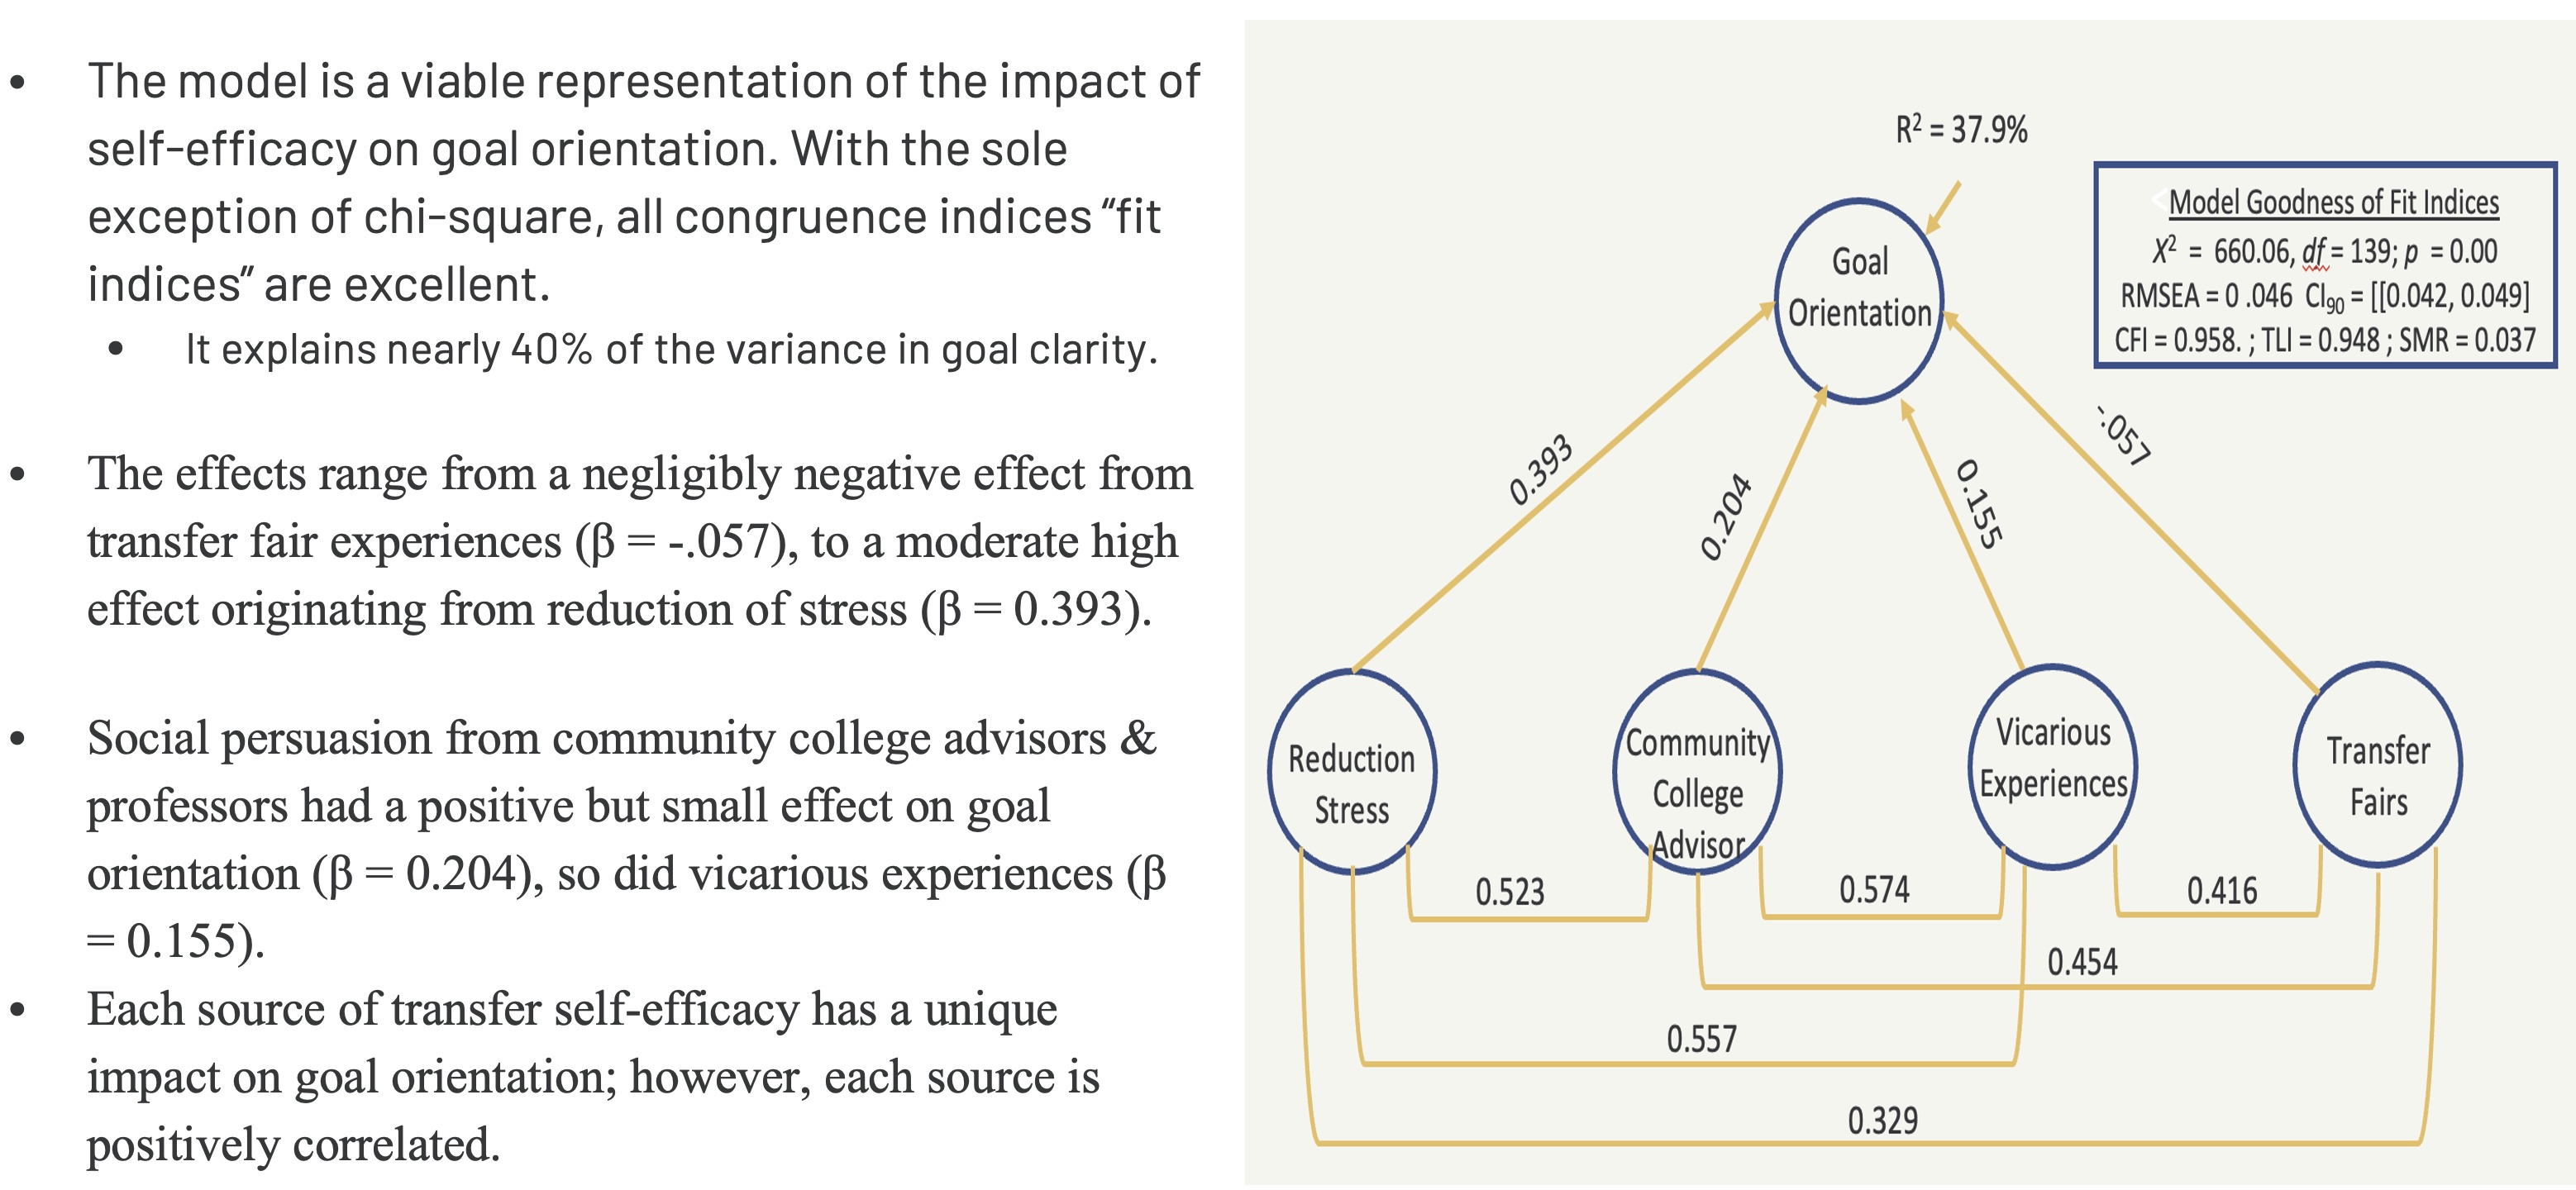 • The model is a viable representation of the impact of
self-efficacy on goal orientation. With the sole
exception of chi-square, all congruence indices “fit
indices” are excellent.
• It explains nearly 40% of the variance in goal clarity.
• The effects range from a negligibly negative effect from
transfer fair experiences (β = -.057), to a moderate high
effect originating from reduction of stress (β = 0.393).
• Social persuasion from community college advisors &
professors had a positive but small effect on goal
orientation (β = 0.204), so did vicarious experiences (β
= 0.155).
• Each source of transfer self-efficacy has a unique
impact on goal orientation; however, each source is
positively correlated.
R² = 37.9%
<Model Goodness of Fit Indices
X² = 660.06, df = 139; p = 0.00
RMSEA = 0 .046 CI₉₀ = [[0.042, 0.049]
CFI = 0.958. ; TLI = 0.948 ; SMR = 0.037
Goal
Orientation
0.393
0.204
0.155
-.057
Reduction
Stress
Community
College
Advisor
Vicarious
Experiences
Transfer
Fairs
0.523
0.574
0.416
0.454
0.557
0.329